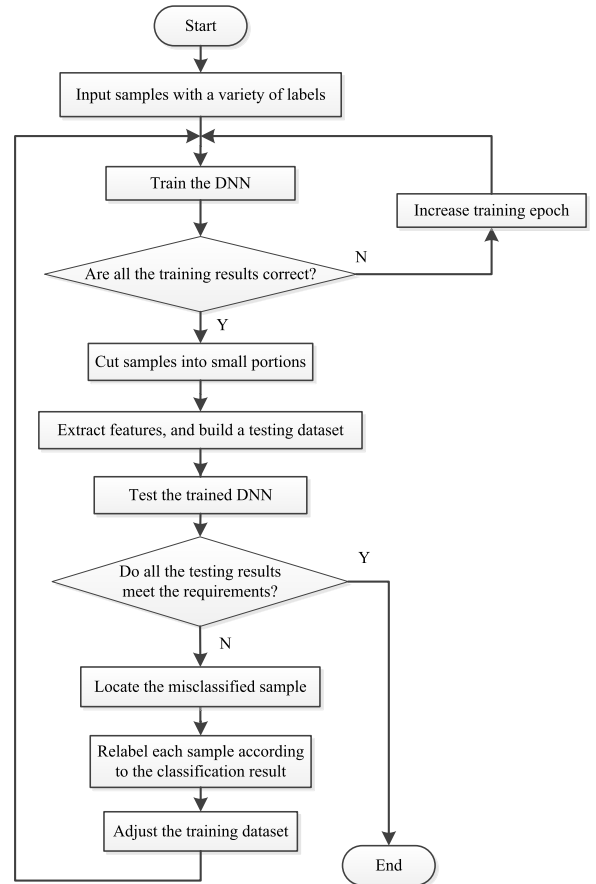 Start
Input samples with a variety of labels
Train the DNN
Increase training epoch
Are all the training results correct?
N
Y
Cut samples into small portions
Extract features, and build a testing dataset
Test the trained DNN
Do all the testing results
meet the requirements?
Y
N
Locate the misclassified sample
Relabel each sample according
to the classification result
Adjust the training dataset
End